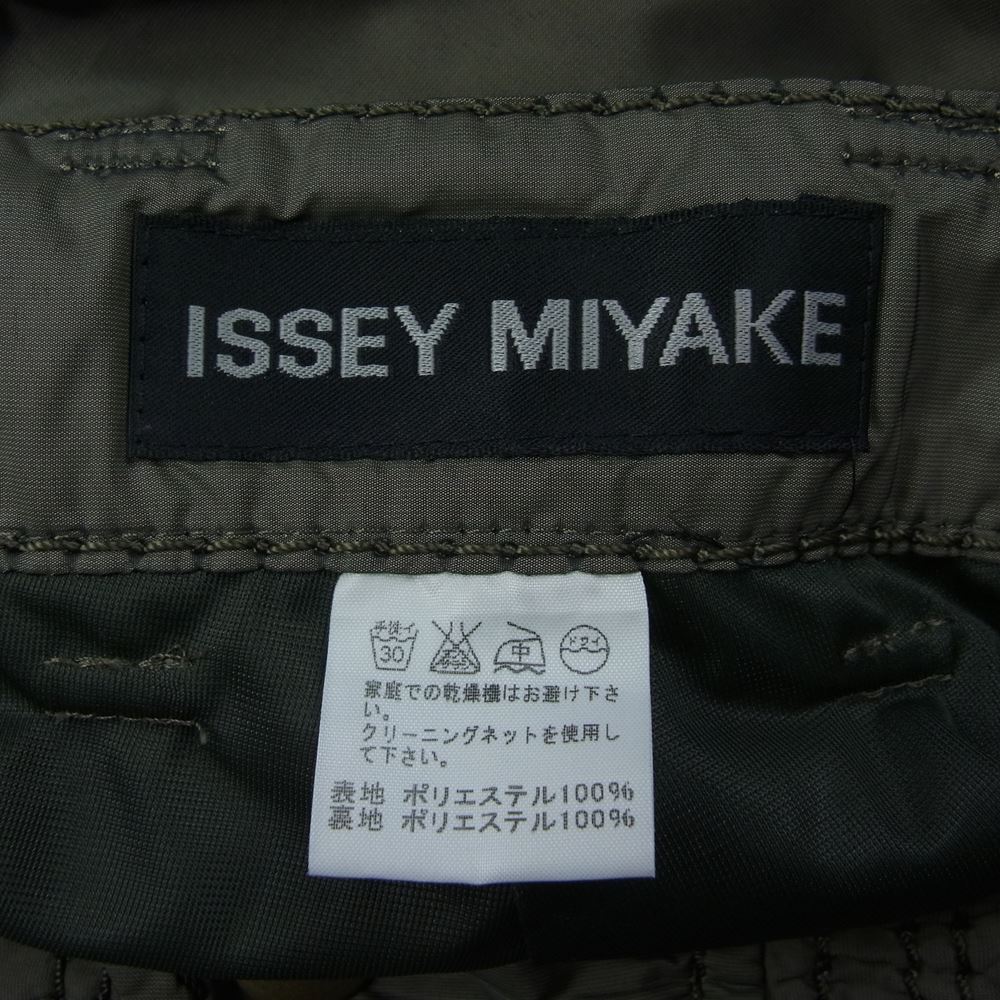 ISSEY MIYAKE
手洗イ 30 中 ドライ
家庭での乾燥機はお避け下さ
い。
クリーニングネットを使用し
て下さい。
表地 ポリエステル100%
裏地 ポリエステル100%